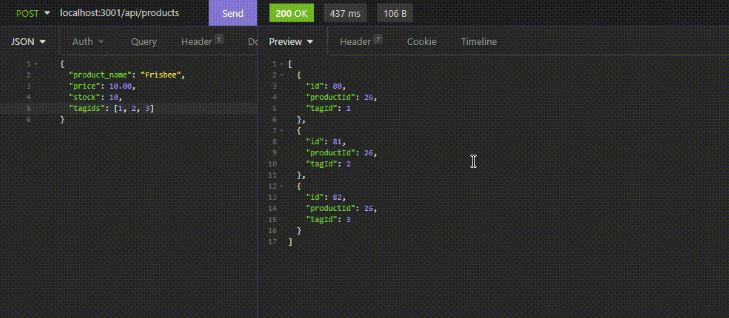 POST localhost:3001/api/products Send 200 OK 437 ms 106 B
JSON Auth Query Header 1 Do Preview Header 7 Cookie Timeline
1 {
2 "product_name": "Frisbee",
3 "price": 10.00,
4 "stock": 10,
5 "tagIds": [1, 2, 3]
6 }
1 [
2 {
3 "id": 80,
4 "productId": 26,
5 "tagId": 1
6 },
7 {
8 "id": 81,
9 "productId": 26,
10 "tagId": 2
11 },
12 {
13 "id": 82,
14 "productId": 26,
15 "tagId": 3
16 }
17 ]